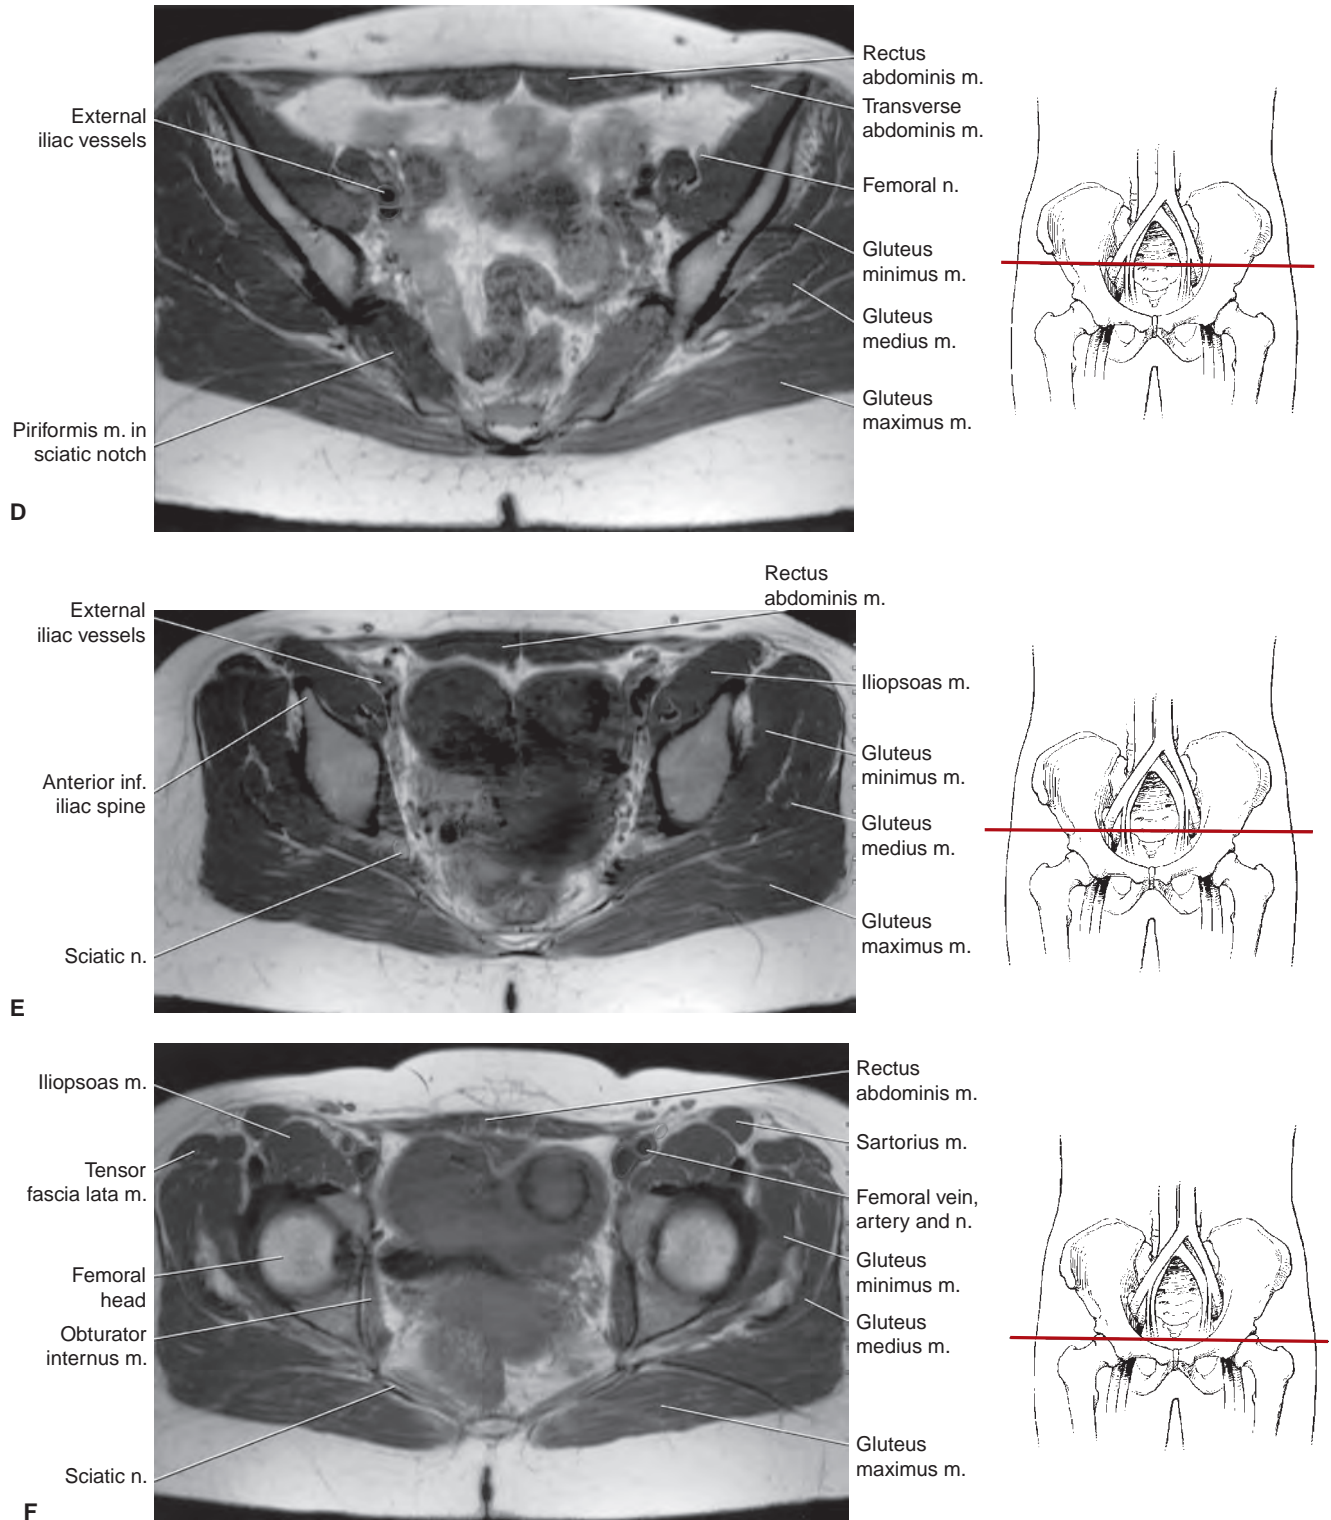 External
iliac vessels
Piriformis m. in
sciatic notch
Rectus
abdominis m.
Transverse
abdominis m.
Femoral n.
Gluteus
minimus m.
Gluteus
medius m.
Gluteus
maximus m.
D
External
iliac vessels
Anterior inf.
iliac spine
Sciatic n.
Rectus
abdominis m.
Iliopsoas m.
Gluteus
minimus m.
Gluteus
medius m.
Gluteus
maximus m.
E
Iliopsoas m.
Tensor
fascia lata m.
Femoral
head
Obturator
internus m.
Sciatic n.
Rectus
abdominis m.
Sartorius m.
Femoral vein,
artery and n.
Gluteus
minimus m.
Gluteus
medius m.
Gluteus
maximus m.
F